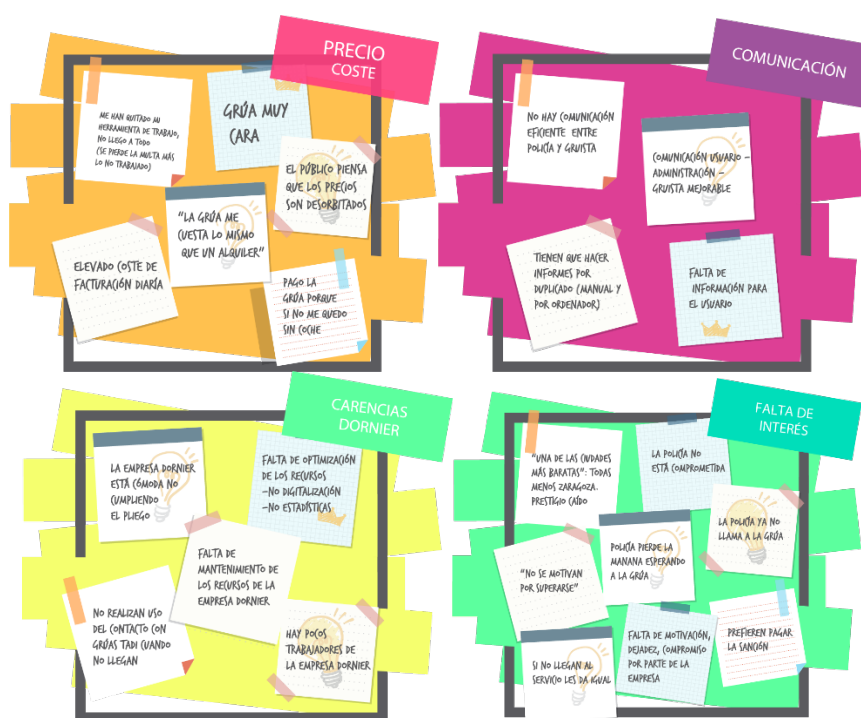 PRECIO
COSTE
ME HAN QUITADO MI
HERRAMIENTA DE TRABAJO,
NO LLEGO A TODO
(SE PIERDE LA MULTA MÁS
LO NO TRABAJADO)
GRÚA MUY
CARA
EL PÚBLICO PIENSA
QUE LOS PRECIOS
SON DESORBITADOS
"LA GRÚA ME
CUESTA LO MISMO
QUE UN ALQUILER"
ELEVADO COSTE DE
FACTURACIÓN DIARÍA
PAGO LA
GRÚA PORQUE
SI NO ME QUEDO
SIN COCHE
COMUNICACIÓN
NO HAY COMUNICACIÓN
EFICIENTE ENTRE
POLICÍA Y GRUISTA
COMUNICACIÓN USUARIO –
ADMINISTRACIÓN –
GRUISTA MEJORABLE
TIENEN QUE HACER
INFORMES POR
DUPLICADO (MANUAL Y
POR ORDENADOR)
FALTA DE
INFORMACIÓN PARA
EL USUARIO
CARENCIAS
DORNIER
LA EMPRESA DORNIER
ESTÁ CÓMODA NO
CUMPLIENDO
EL PLIEGO
FALTA DE OPTIMIZACIÓN
DE LOS RECURSOS
–NO DIGITALIZACIÓN
–NO ESTADÍSTICAS
FALTA DE
MANTENIMIENTO DE
LOS RECURSOS DE LA
EMPRESA DORNIER
NO REALIZAN USO
DEL CONTACTO CON
GRÚAS TADI CUANDO
NO LLEGAN
HAY POCOS
TRABAJADORES DE
LA EMPRESA DORNIER
FALTA DE
INTERÉS
"UNA DE LAS CIUDADES
MÁS BARATAS": TODAS
MENOS ZARAGOZA.
PRESTIGIO CAÍDO
LA POLICÍA NO
ESTÁ COMPROMETIDA
LA POLICÍA YA NO
LLAMA A LA GRÚA
POLICÍA PIERDE LA
MANANA ESPERANDO
A LA GRÚA
"NO SE MOTIVAN
POR SUPERARSE"
SI NO LLEGAN AL
SERVICIO LES DA IGUAL
FALTA DE MOTIVACIÓN,
DEJADEZ, COMPROMISO
POR PARTE DE LA
EMPRESA
PREFIEREN PAGAR
LA SANCIÓN